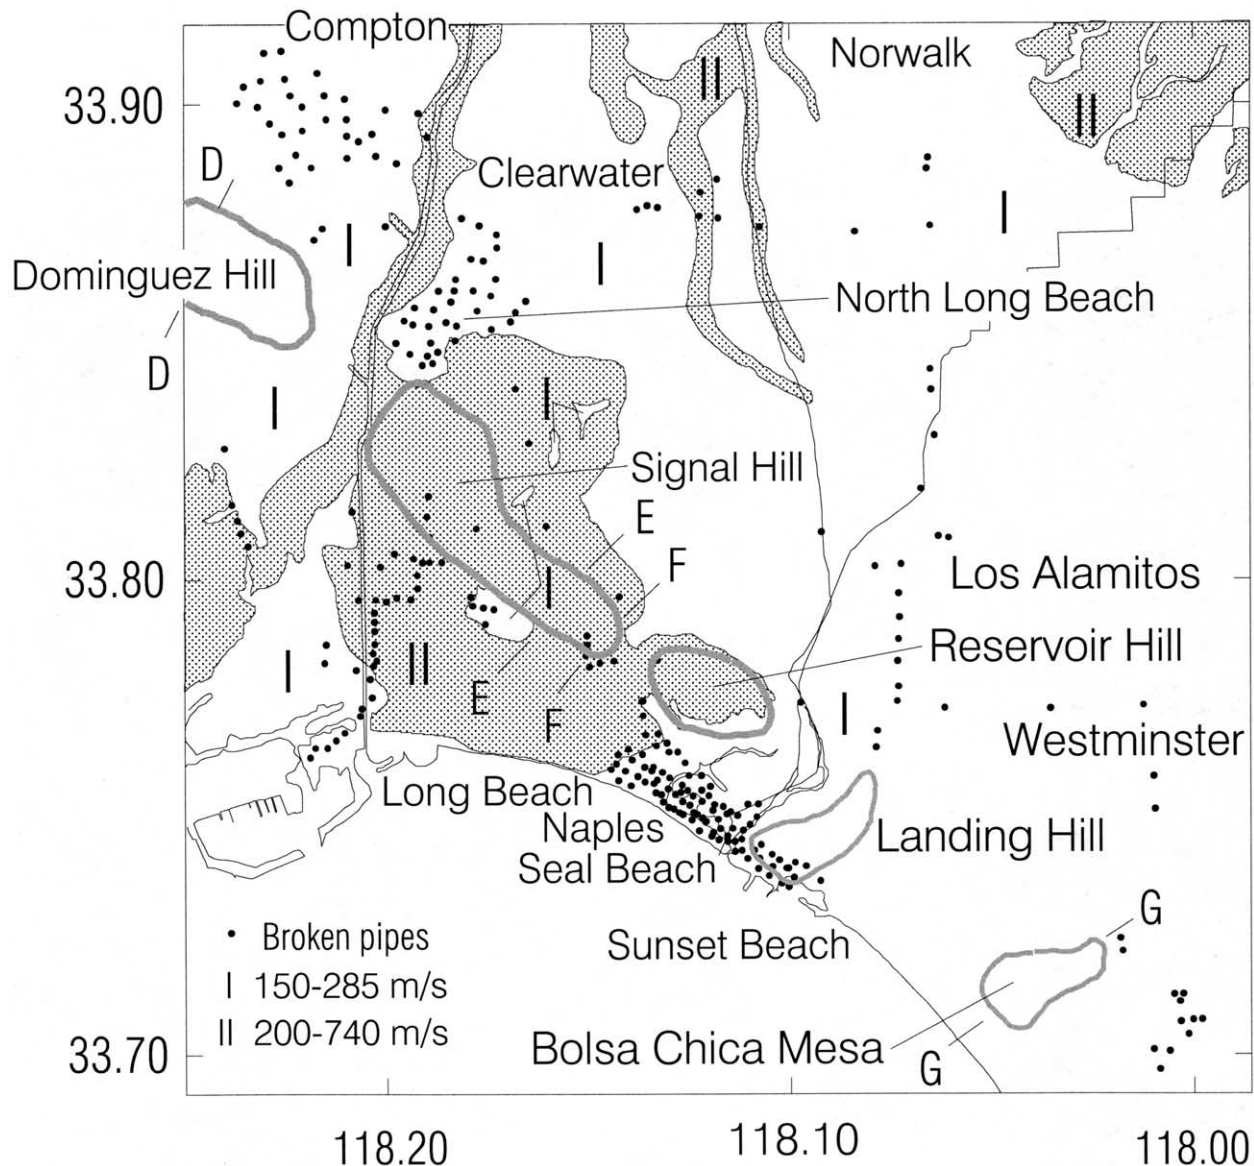 Compton
Norwalk
II
33.90
II
D
Clearwater
I
I
I
Dominguez Hill
North Long Beach
D
I
I
Signal Hill
E
F
33.80
I
Los Alamitos
Reservoir Hill
I
II
E
F
I
Westminster
Long Beach
Naples
Landing Hill
Seal Beach
G
Broken pipes
Sunset Beach
I 150-285 m/s
II 200-740 m/s
33.70
Bolsa Chica Mesa
G
118.20
118.10
118.00